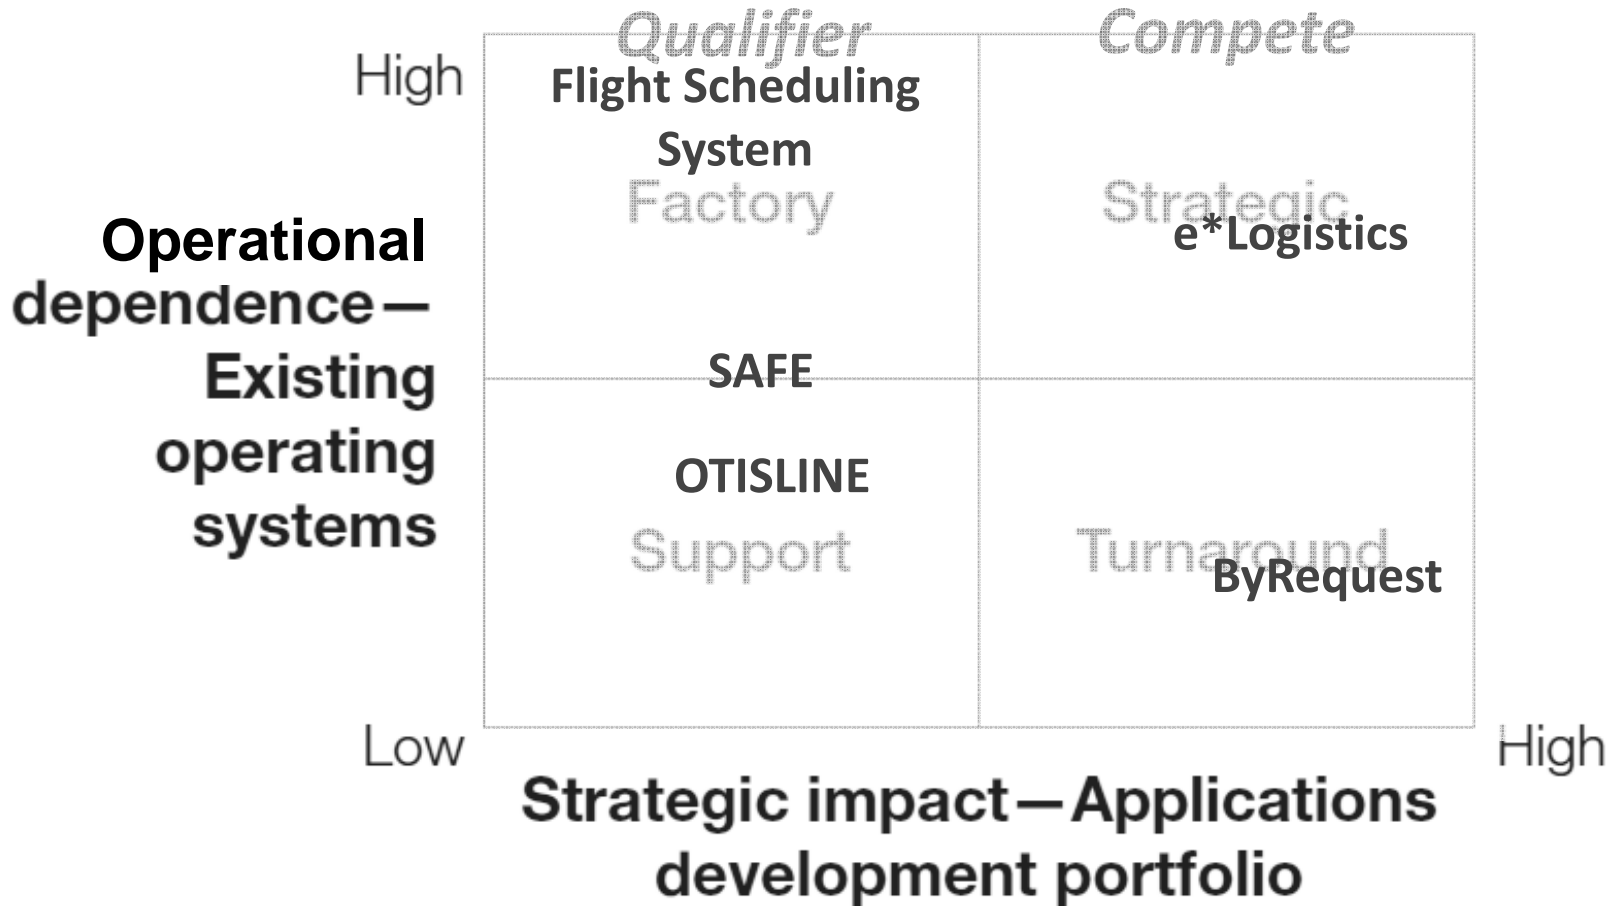 Qualifier
Compete
High
Flight Scheduling
System
Factory
Strategic
e*Logistics
Operational
dependence—
Existing
operating
systems
SAFE
OTISLINE
Support
Turnaround
ByRequest
Low
High
Strategic impact—Applications
development portfolio